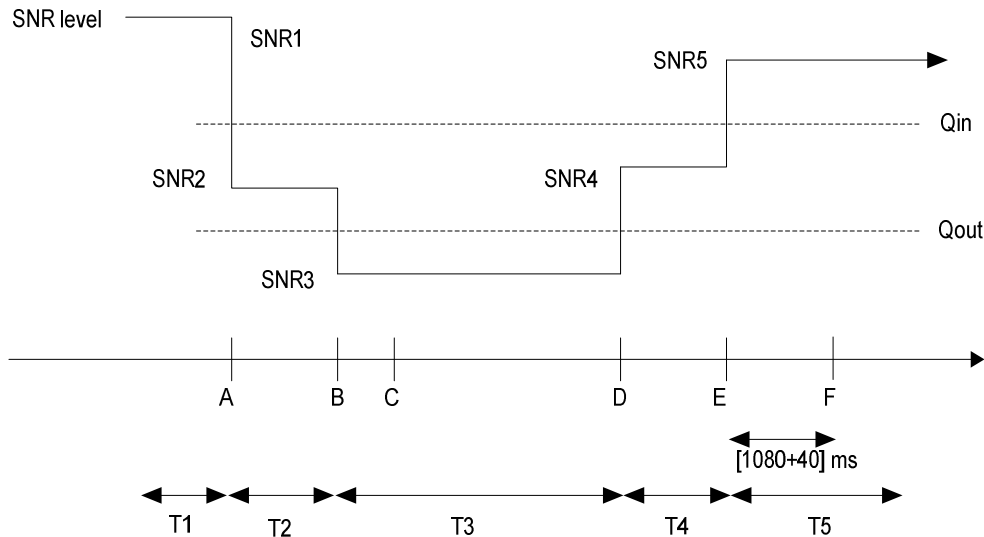 SNR level
SNR1
SNR5
Qin
SNR2
SNR4
Qout
SNR3
A
B
C
D
E
F
[1080+40] ms
T1
T2
T3
T4
T5